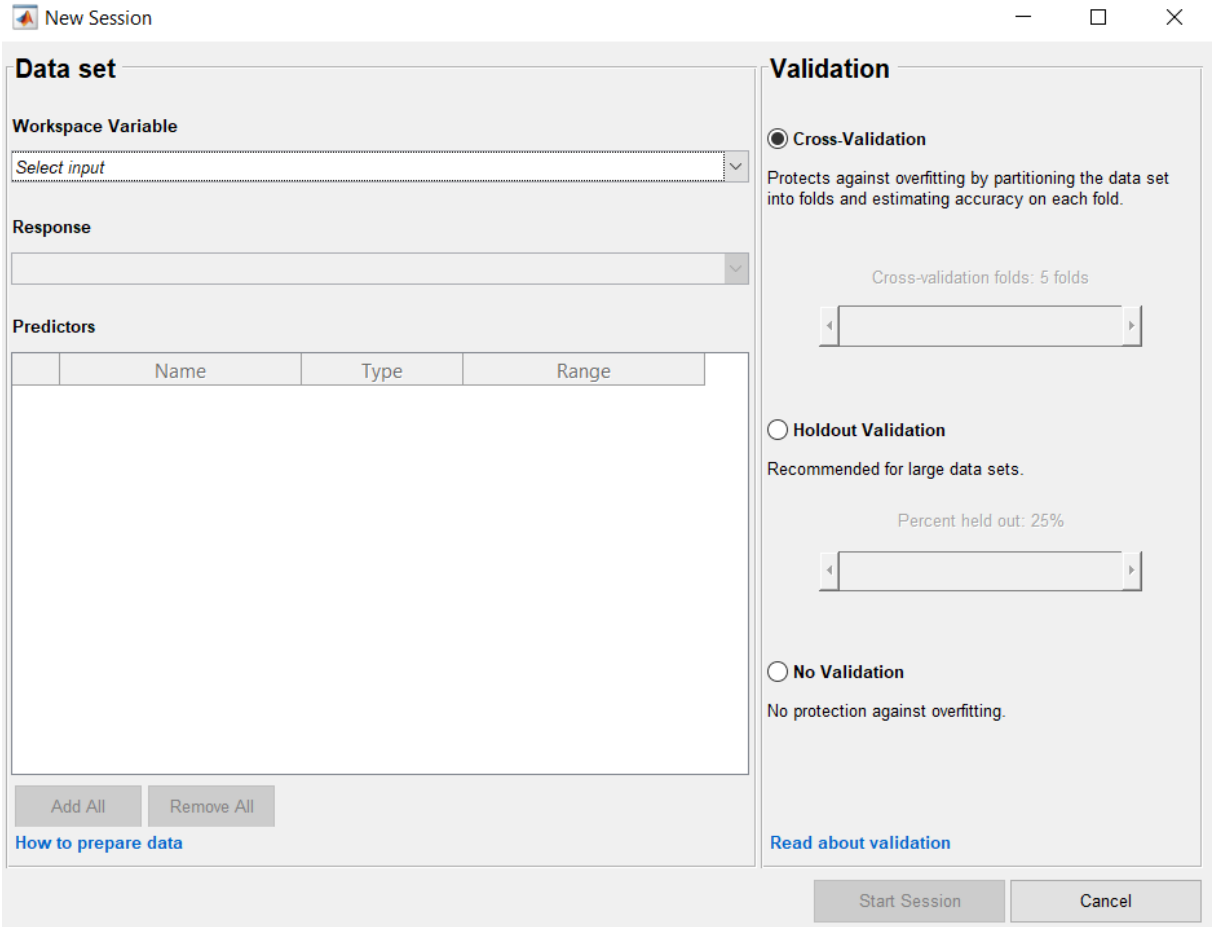 New Session
Data set
Workspace Variable
Select input
Response
Predictors
Name Type Range
Add All Remove All
How to prepare data
Validation
Cross-Validation
Protects against overfitting by partitioning the data set
into folds and estimating accuracy on each fold.
Cross-validation folds: 5 folds
Holdout Validation
Recommended for large data sets.
Percent held out: 25%
No Validation
No protection against overfitting.
Read about validation
Start Session Cancel